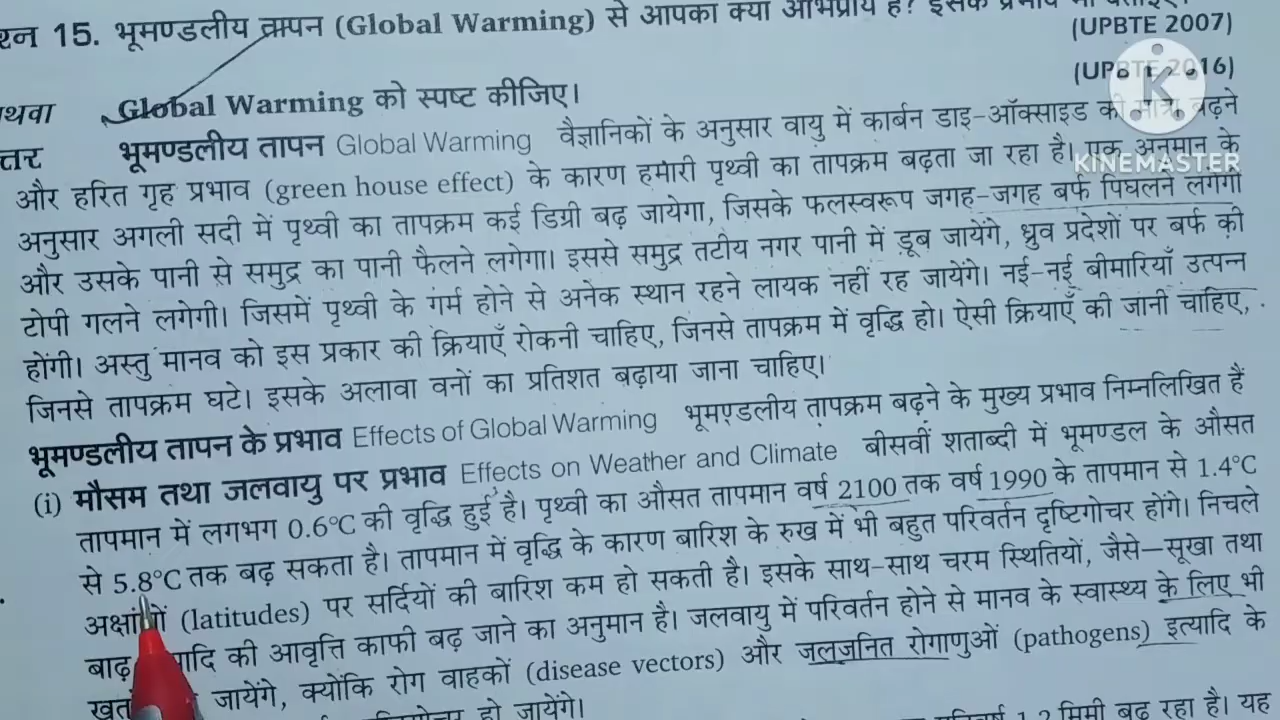 प्रश्न 15. भूमण्डलीय तापन (Global Warming) से आपका क्या अभिप्राय है? इसके प्रभाव भी बताइए।
(UPBTE 2007)
(UPBTE 2016)
अथवा Global Warming को स्पष्ट कीजिए।
उत्तर भूमण्डलीय तापन Global Warming वैज्ञानिकों के अनुसार वायु में कार्बन डाइ-ऑक्साइड की मात्रा बढ़ने
और हरित गृह प्रभाव (green house effect) के कारण हमारी पृथ्वी का तापक्रम बढ़ता जा रहा है। एक अनुमान के
अनुसार अगली सदी में पृथ्वी का तापक्रम कई डिग्री बढ़ जायेगा, जिसके फलस्वरूप जगह-जगह बर्फ पिघलने लगेगी
और उसके पानी से समुद्र का पानी फैलने लगेगा। इससे समुद्र तटीय नगर पानी में डूब जायेंगे, ध्रुव प्रदेशों पर बर्फ की
टोपी गलने लगेगी। जिसमें पृथ्वी के गर्म होने से अनेक स्थान रहने लायक नहीं रह जायेंगे। नई-नई बीमारियाँ उत्पन्न
होंगी। अस्तु मानव को इस प्रकार की क्रियाएँ रोकनी चाहिए, जिनसे तापक्रम में वृद्धि हो। ऐसी क्रियाएँ की जानी चाहिए,
जिनसे तापक्रम घटे। इसके अलावा वनों का प्रतिशत बढ़ाया जाना चाहिए।
भूमण्डलीय तापन के प्रभाव Effects of Global Warming भूमण्डलीय तापक्रम बढ़ने के मुख्य प्रभाव निम्नलिखित हैं
(i) मौसम तथा जलवायु पर प्रभाव Effects on Weather and Climate बीसवीं शताब्दी में भूमण्डल के औसत
तापमान में लगभग 0.6°C की वृद्धि हुई है। पृथ्वी का औसत तापमान वर्ष 2100 तक वर्ष 1990 के तापमान से 1.4°C
से 5.8°C तक बढ़ सकता है। तापमान में वृद्धि के कारण बारिश के रुख में भी बहुत परिवर्तन दृष्टिगोचर होंगे। निचले
अक्षांशों (latitudes) पर सर्दियों की बारिश कम हो सकती है। इसके साथ-साथ चरम स्थितियों, जैसे—सूखा तथा
बाढ़ आदि की आवृत्ति काफी बढ़ जाने का अनुमान है। जलवायु में परिवर्तन होने से मानव के स्वास्थ्य के लिए भी
जायेंगे, क्योंकि रोग वाहकों (disease vectors) और जलजनित रोगाणुओं (pathogens) इत्यादि के
हो जायेंगे।
1.2 मिमी बढ़ रहा है। यह
KINEMASTER